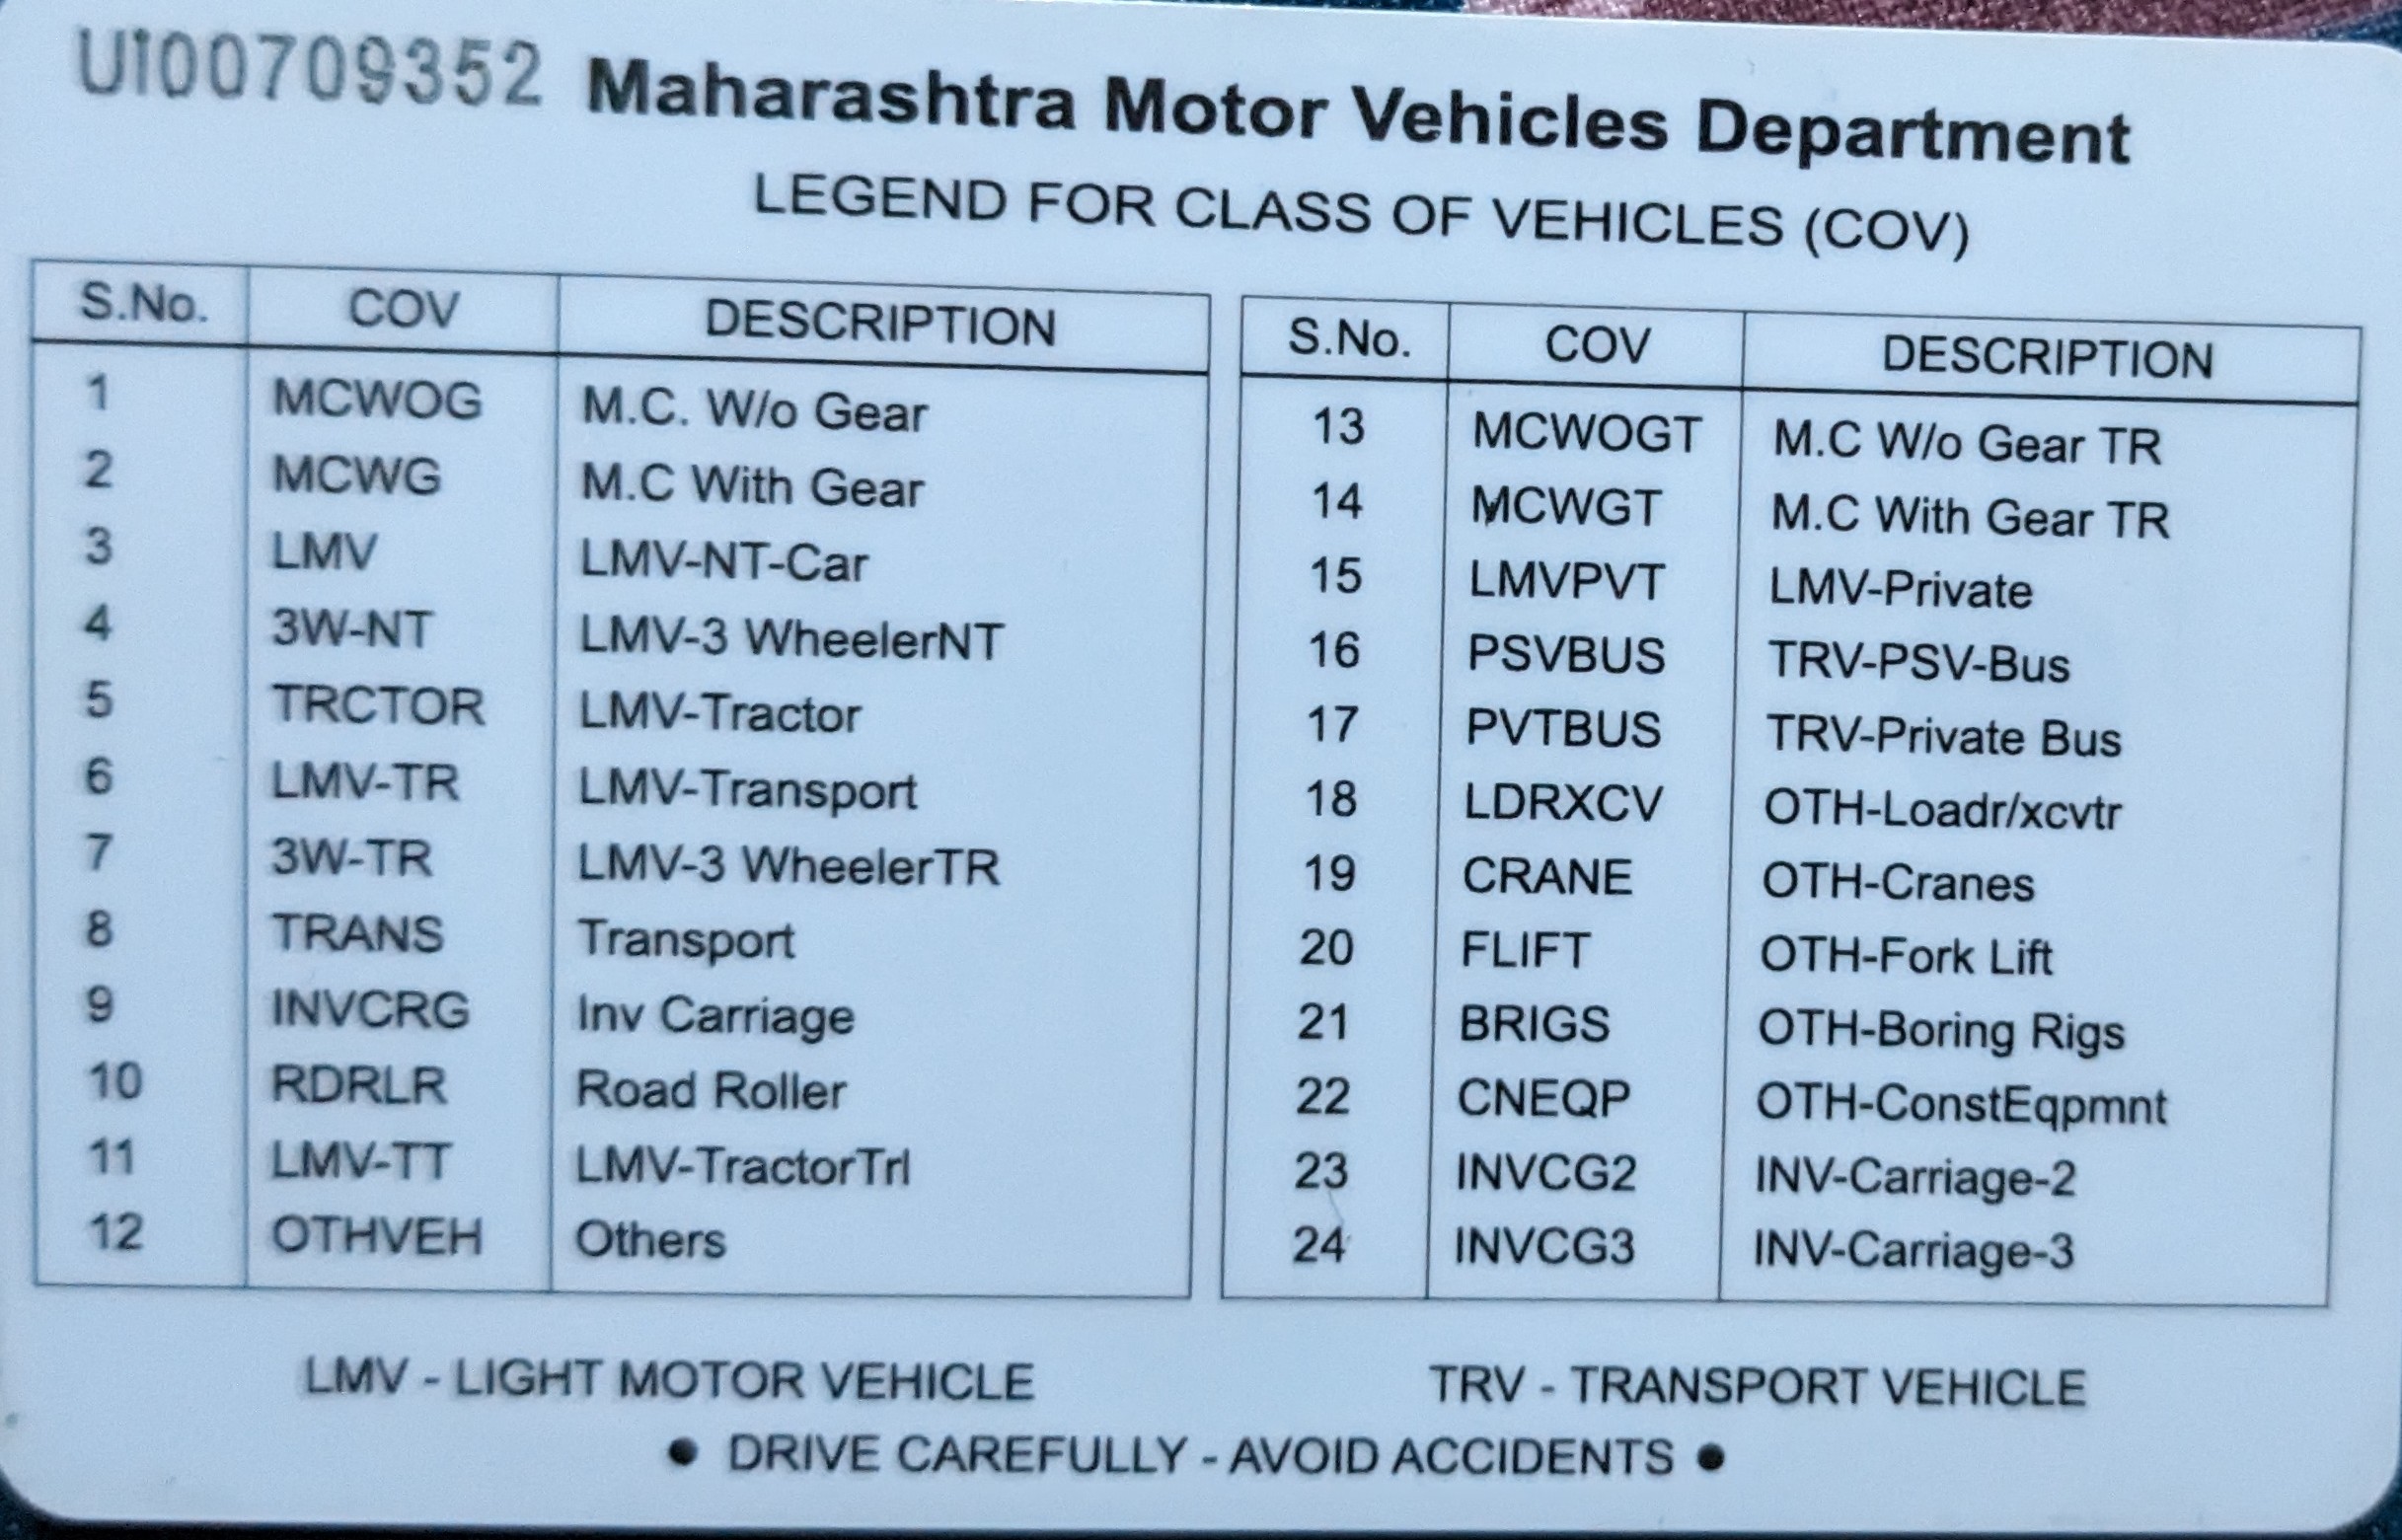 UI00709352 Maharashtra Motor Vehicles Department
LEGEND FOR CLASS OF VEHICLES (COV)
S.No. COV DESCRIPTION
1 MCWOG M.C. W/o Gear
2 MCWG M.C With Gear
3 LMV LMV-NT-Car
4 3W-NT LMV-3 WheelerNT
5 TRCTOR LMV-Tractor
6 LMV-TR LMV-Transport
7 3W-TR LMV-3 WheelerTR
8 TRANS Transport
9 INVCRG Inv Carriage
10 RDRLR Road Roller
11 LMV-TT LMV-TractorTrl
12 OTHVEH Others
S.No. COV DESCRIPTION
13 MCWOGT M.C W/o Gear TR
14 MCWGT M.C With Gear TR
15 LMVPVT LMV-Private
16 PSVBUS TRV-PSV-Bus
17 PVTBUS TRV-Private Bus
18 LDRXCV OTH-Loadr/xcvtr
19 CRANE OTH-Cranes
20 FLIFT OTH-Fork Lift
21 BRIGS OTH-Boring Rigs
22 CNEQP OTH-ConstEqpmnt
23 INVCG2 INV-Carriage-2
24 INVCG3 INV-Carriage-3
LMV - LIGHT MOTOR VEHICLE TRV - TRANSPORT VEHICLE
● DRIVE CAREFULLY - AVOID ACCIDENTS ●